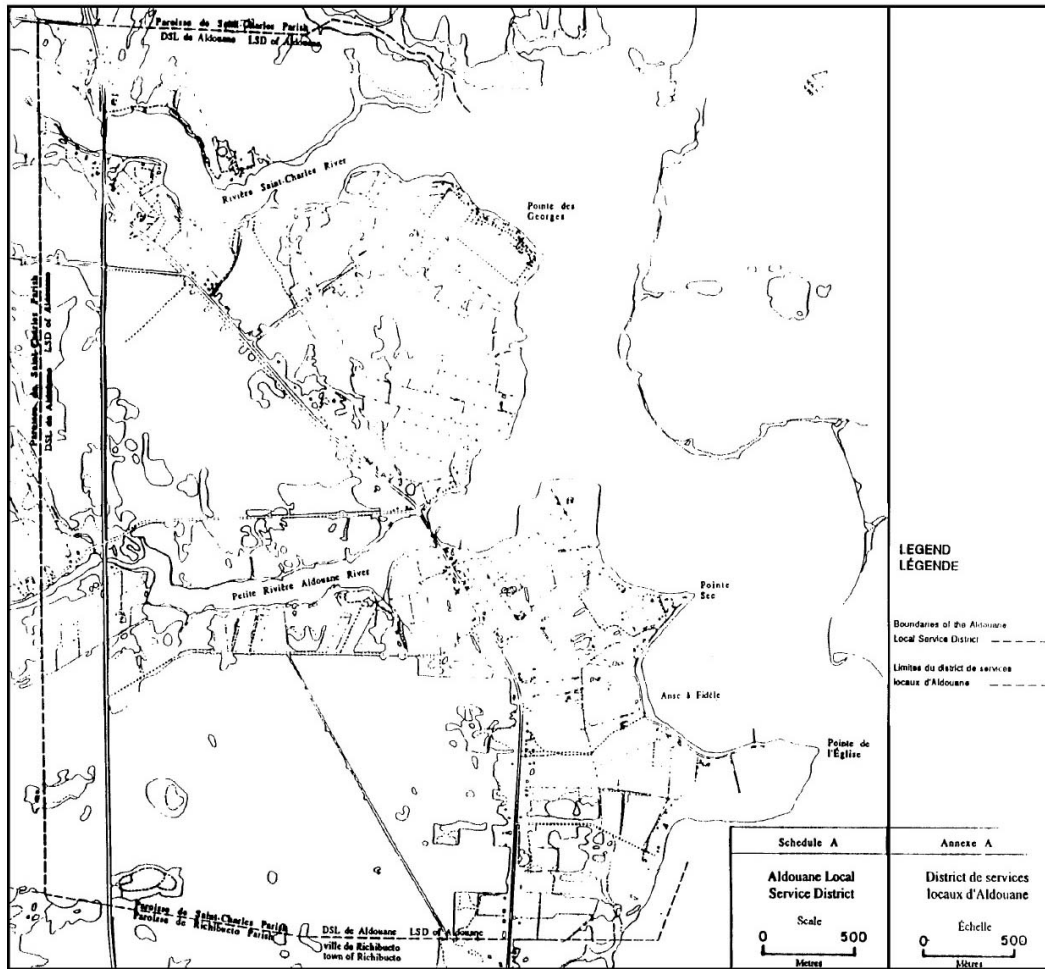 Paroisse de Saint-Charles Parish
DSL de Aldouane LSD of Aldouane
Rivière Saint-Charles River
Pointe des
Georges
Paroisse de Saint-Charles Parish
DSL de Aldouane LSD of Aldouane
Petite Rivière Aldouane River
Pointe
Sec
Anse à Fidèle
Pointe de
l'Église
LEGEND
LÉGENDE
Boundaries of the Aldouane
Local Service District
Limites du district de services
locaux d'Aldouane
Paroisse de Saint-Charles Parish
Paroisse de Richibucto Parish
DSL de Aldouane LSD of Aldouane
ville de Richibucto
town of Richibucto
Schedule A
Aldouane Local
Service District
Scale
0 500
Metres
Annexe A
District de services
locaux d'Aldouane
Échelle
0 500
Mètres